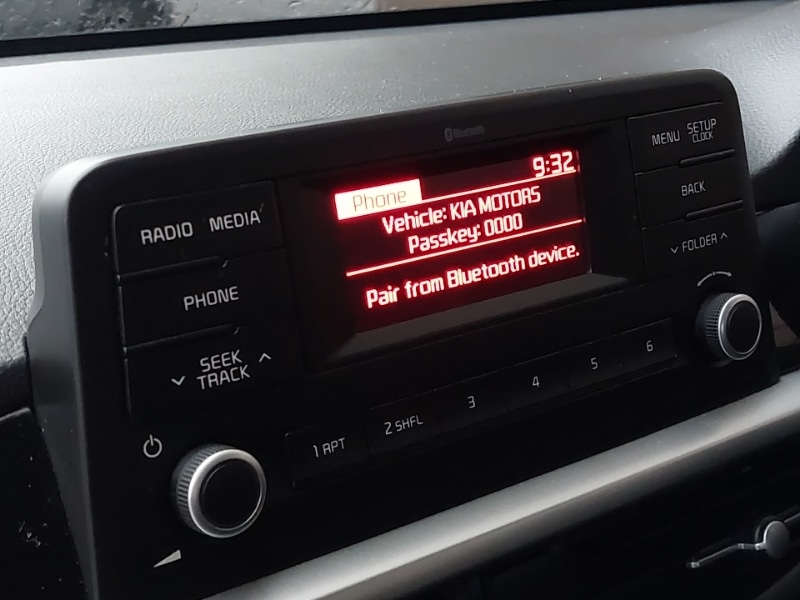 Bluetooth
9:32
Phone
Vehicle: KIA MOTORS
Passkey: 0000
Pair from Bluetooth device.
RADIO MEDIA
PHONE
SEEK
TRACK
MENU SETUP
CLOCK
BACK
FOLDER
1 RPT
2 SHFL
3
4
5
6